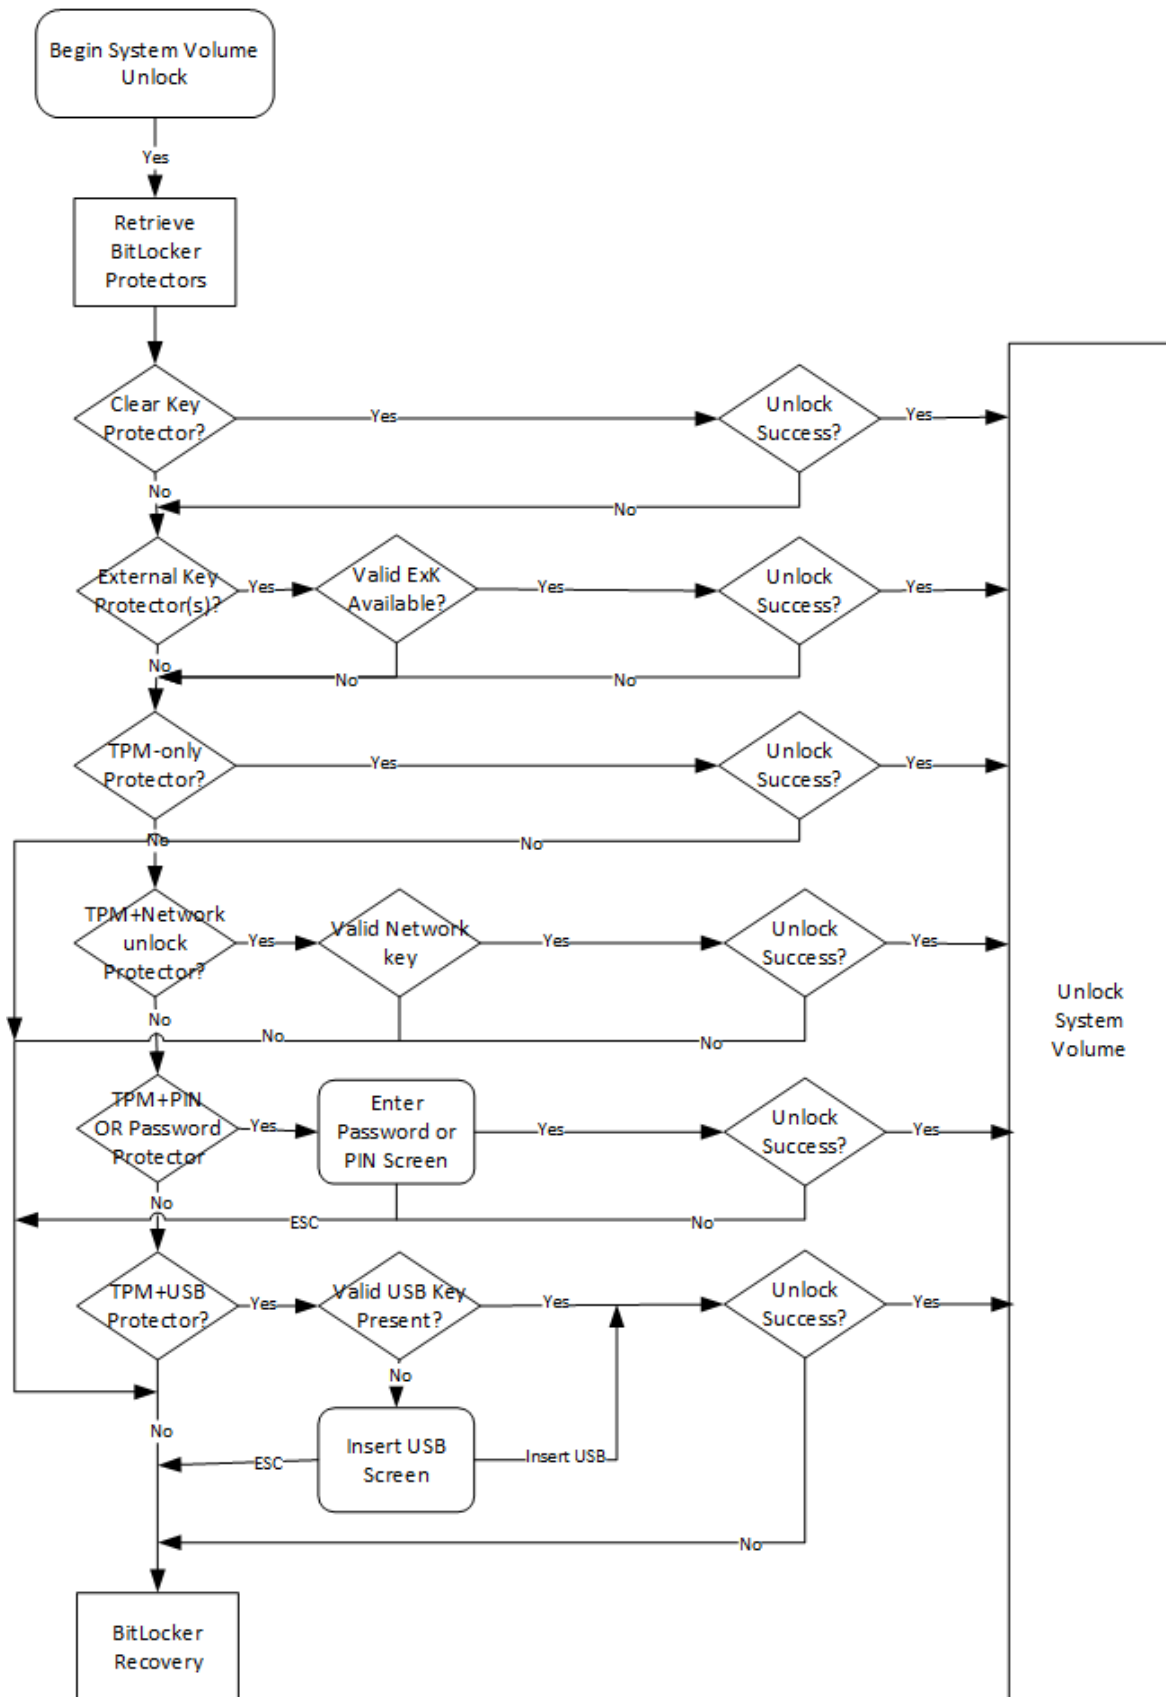 Begin System Volume
Unlock
Yes
Retrieve
BitLocker
Protectors
Clear Key
Protector?
Yes
Unlock
Success?
Yes
No
No
External Key
Protector(s)?
Yes
Valid ExK
Available?
Yes
Unlock
Success?
Yes
No
No
No
TPM-only
Protector?
Yes
Unlock
Success?
Yes
No
No
TPM+Network
unlock
Protector?
Yes
Valid Network
key
Yes
Unlock
Success?
Yes
Unlock
System
Volume
No
No
No
TPM+PIN
OR Password
Protector
Yes
Enter
Password or
PIN Screen
Yes
Unlock
Success?
Yes
No
ESC
No
TPM+USB
Protector?
Yes
Valid USB Key
Present?
Yes
Unlock
Success?
Yes
No
No
Insert USB
Screen
ESC
Insert USB
No
BitLocker
Recovery